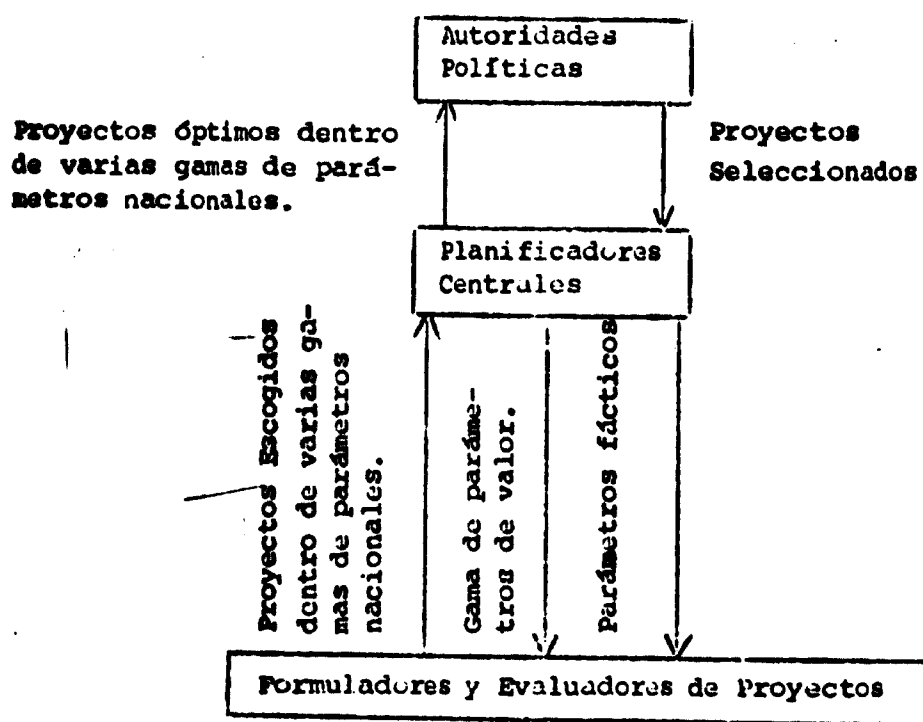 Autoridades
Políticas
Proyectos óptimos dentro
de varias gamas de pará-
metros nacionales.
Proyectos
Seleccionados
Planificadores
Centrales
Proyectos Escogidos
dentro de varias ga-
mas de parámetros
nacionales.
Gama de paráme-
tros de valor.
Parámetros fácticos
Formuladores y Evaluadores de Proyectos